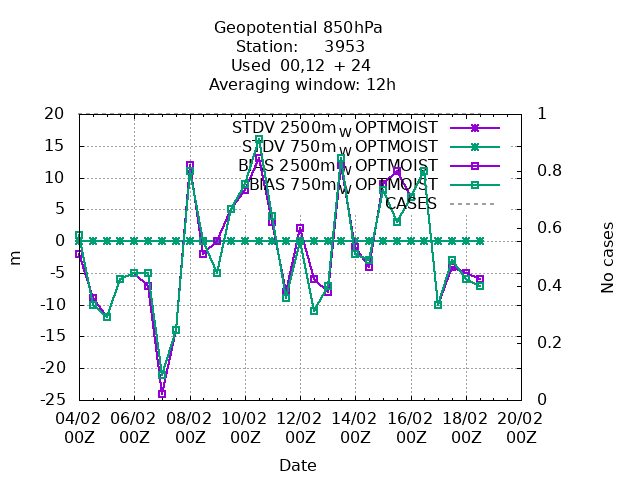 Geopotential 850hPa
Station: 3953
Used 00,12 + 24
Averaging window: 12h
20 1
STDV 2500m_W OPTMOIST
STDV 750m_W OPTMOIST
BIAS 2500m_W OPTMOIST
BIAS 750m_W OPTMOIST
CASES
15
10 0.8
5
0 0.6
-5
-10 0.4
-15
-20 0.2
-25 0
m
No cases
04/02 06/02 08/02 10/02 12/02 14/02 16/02 18/02 20/02
00Z 00Z 00Z 00Z 00Z 00Z 00Z 00Z 00Z
Date